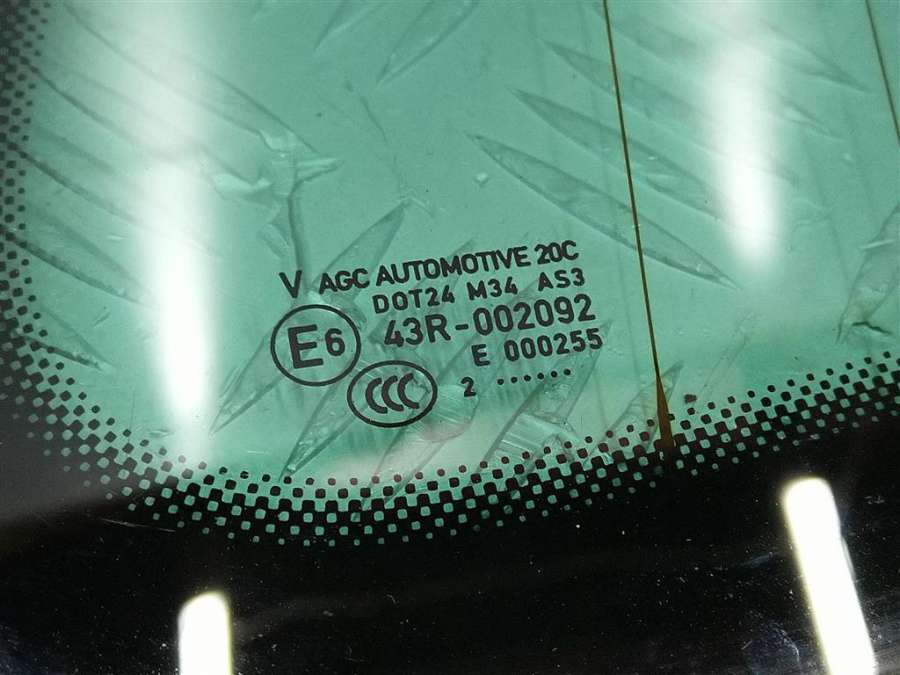 V AGC AUTOMOTIVE 20C
DOT24 M34 AS3
E6 43R-002092
E 000255
CCC 2 ······